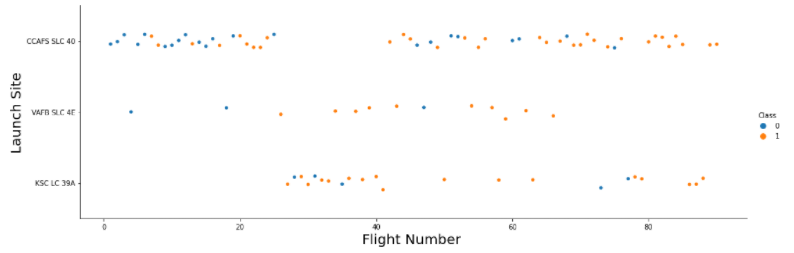 Launch Site
CCAFS SLC 40
VAFB SLC 4E
KSC LC 39A
0
20
40
60
80
Flight Number
Class
0
1